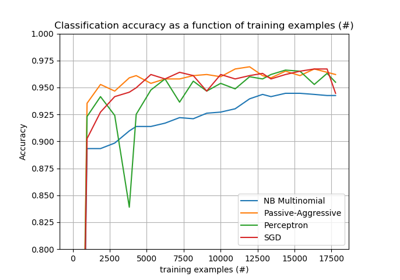 Classification accuracy as a function of training examples (#)
1.000
0.975
0.950
0.925
0.900
0.875
0.850
0.825
0.800
Accuracy
NB Multinomial
Passive-Aggressive
Perceptron
SGD
0 2500 5000 7500 10000 12500 15000 17500
training examples (#)